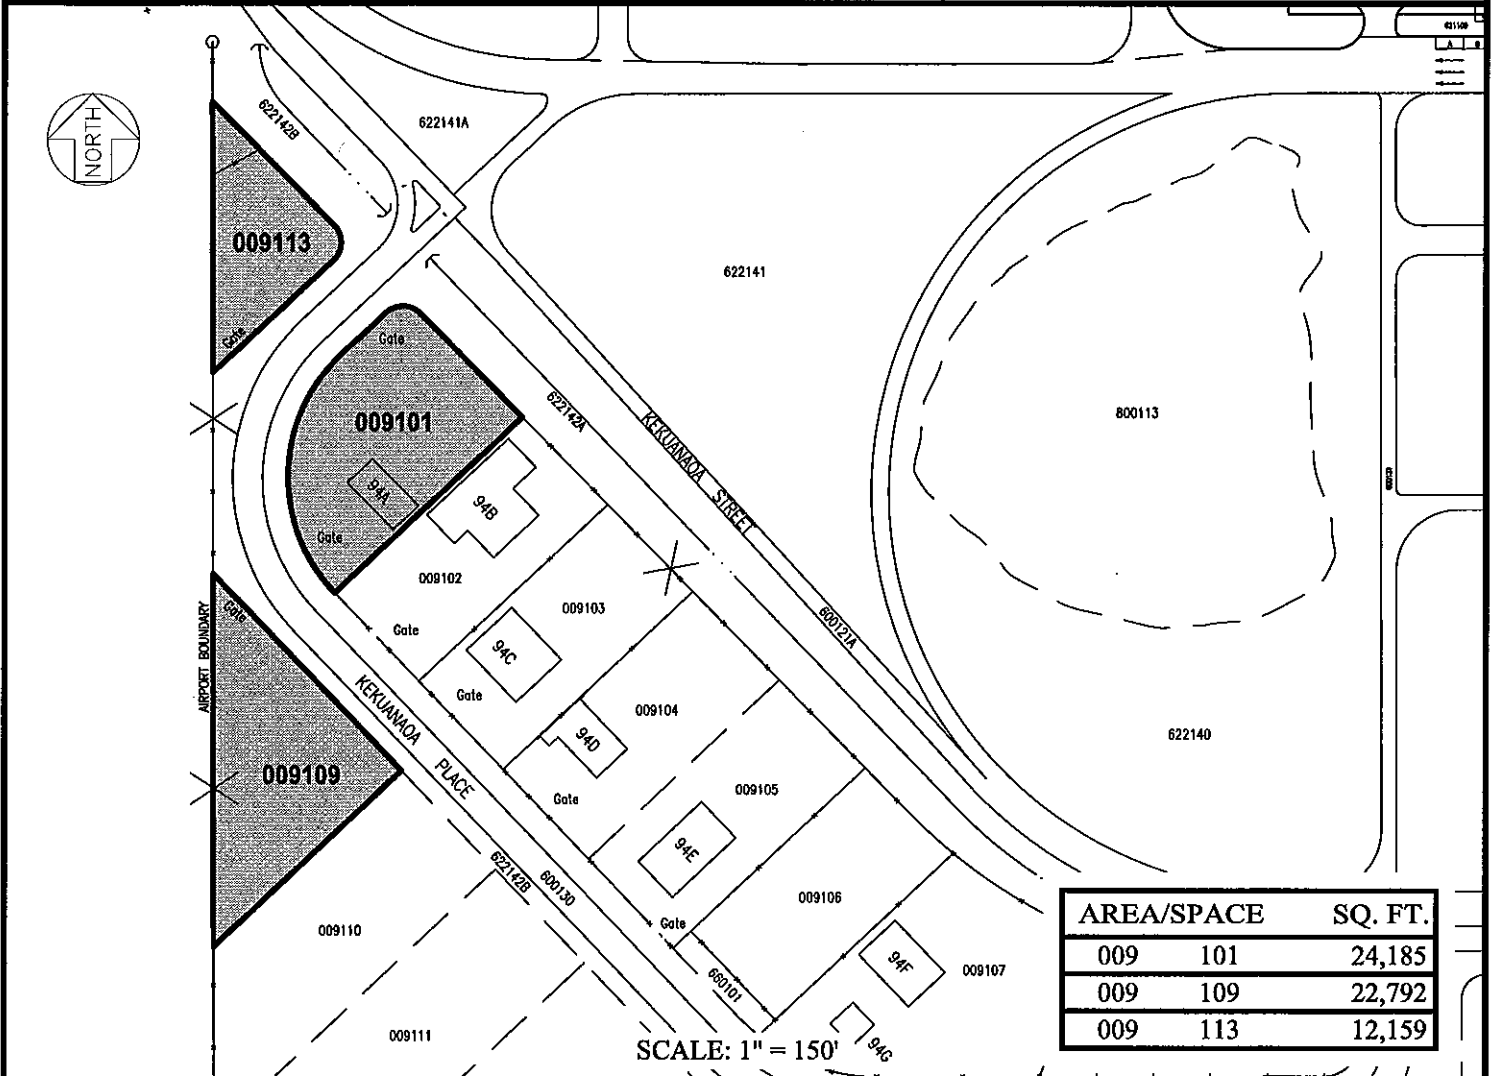 NORTH
622142B
622141A
631109
A B
009113
Gate
622141
Gate
009101
94A
Gate
622142A
KEKUANAOA STREET
800113
94B
009102
Gate
009103
94C
Gate
600121A
AIRPORT BOUNDARY
Gate
009109
KEKUANAOA PLACE
009104
94D
Gate
622140
009105
94E
622142B
600130
009106
Gate
009110
660101
94F
009107
009111
94G
SCALE: 1" = 150'
AREA/SPACE SQ. FT.
009 101 24,185
009 109 22,792
009 113 12,159